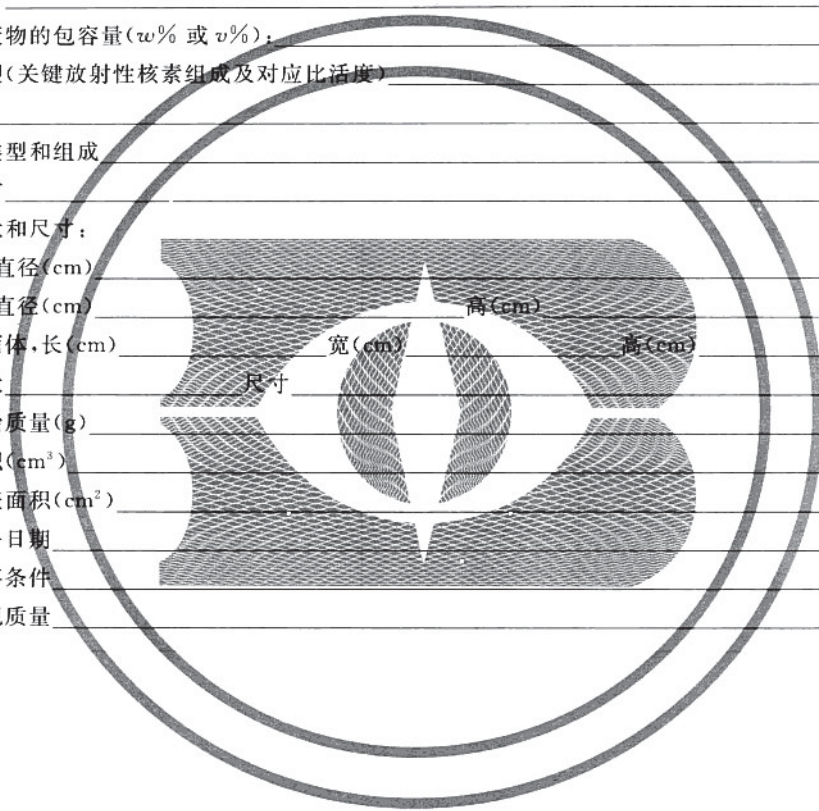 物的包容量(w% 或 v%):
(关键放射性核素组成及对应比活度)
型和组成
和尺寸:
直径(cm)
直径(cm) 高(cm)
体,长(cm) 宽(cm) 高(cm)
尺寸
质量(g)
(cm³)
面积(cm²)
日期
条件
质量